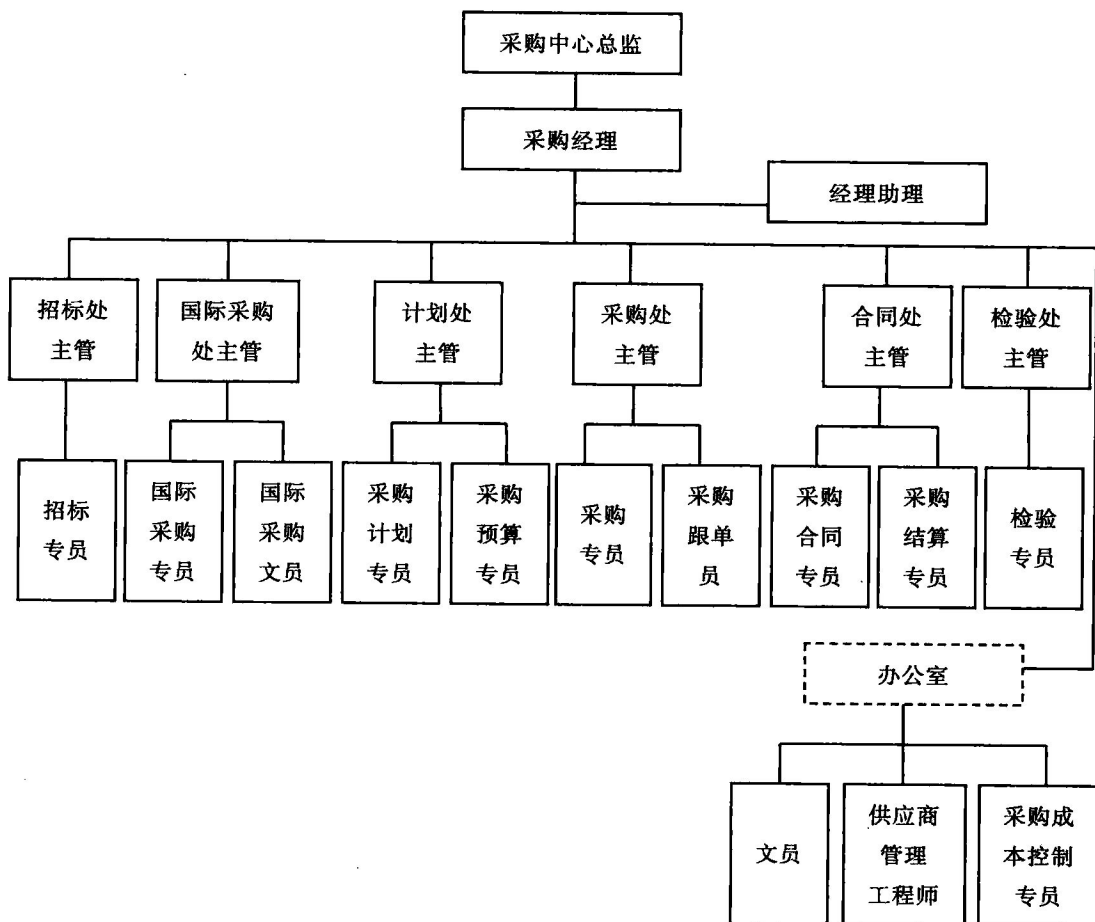 采购中心总监
采购经理
经理助理
招标处
主管
国际采购
处主管
计划处
主管
采购处
主管
合同处
主管
检验处
主管
招标
专员
国际
采购
专员
国际
采购
文员
采购
计划
专员
采购
预算
专员
采购
专员
采购
跟单
员
采购
合同
专员
采购
结算
专员
检验
专员
办公室
文员
供应商
管理
工程师
采购成
本控制
专员